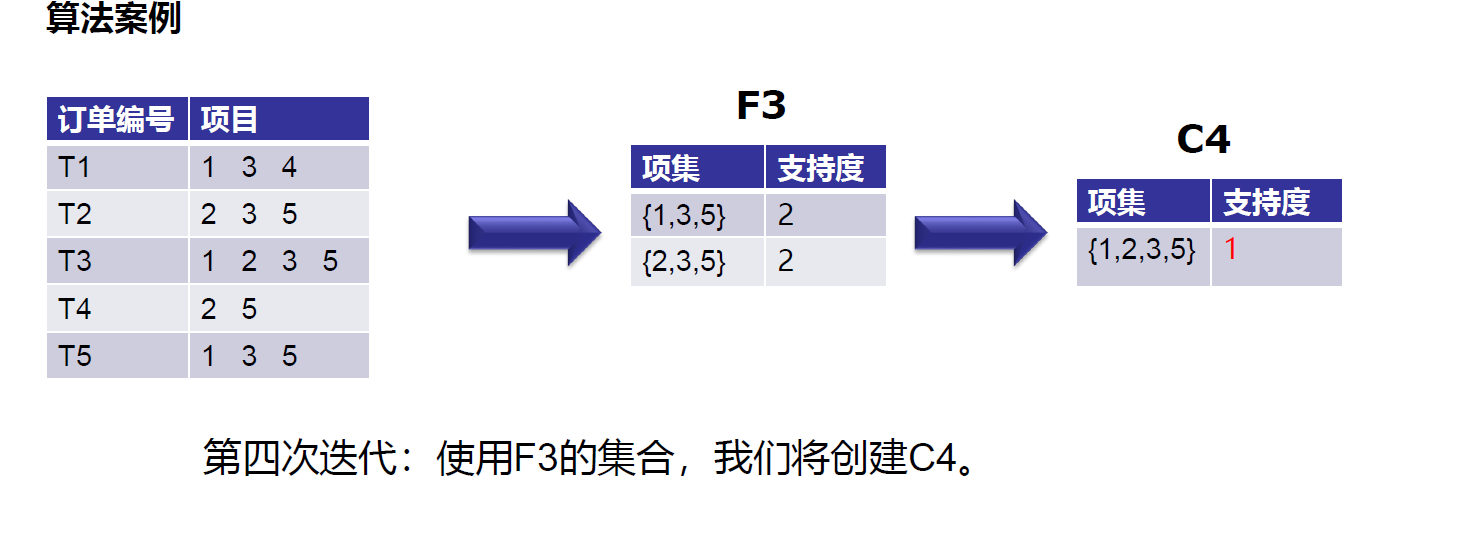 算法案例
订单编号 项目
T1 1 3 4
T2 2 3 5
T3 1 2 3 5
T4 2 5
T5 1 3 5
F3
项集 支持度
{1,3,5} 2
{2,3,5} 2
C4
项集 支持度
{1,2,3,5} 1
第四次迭代：使用F3的集合，我们将创建C4。